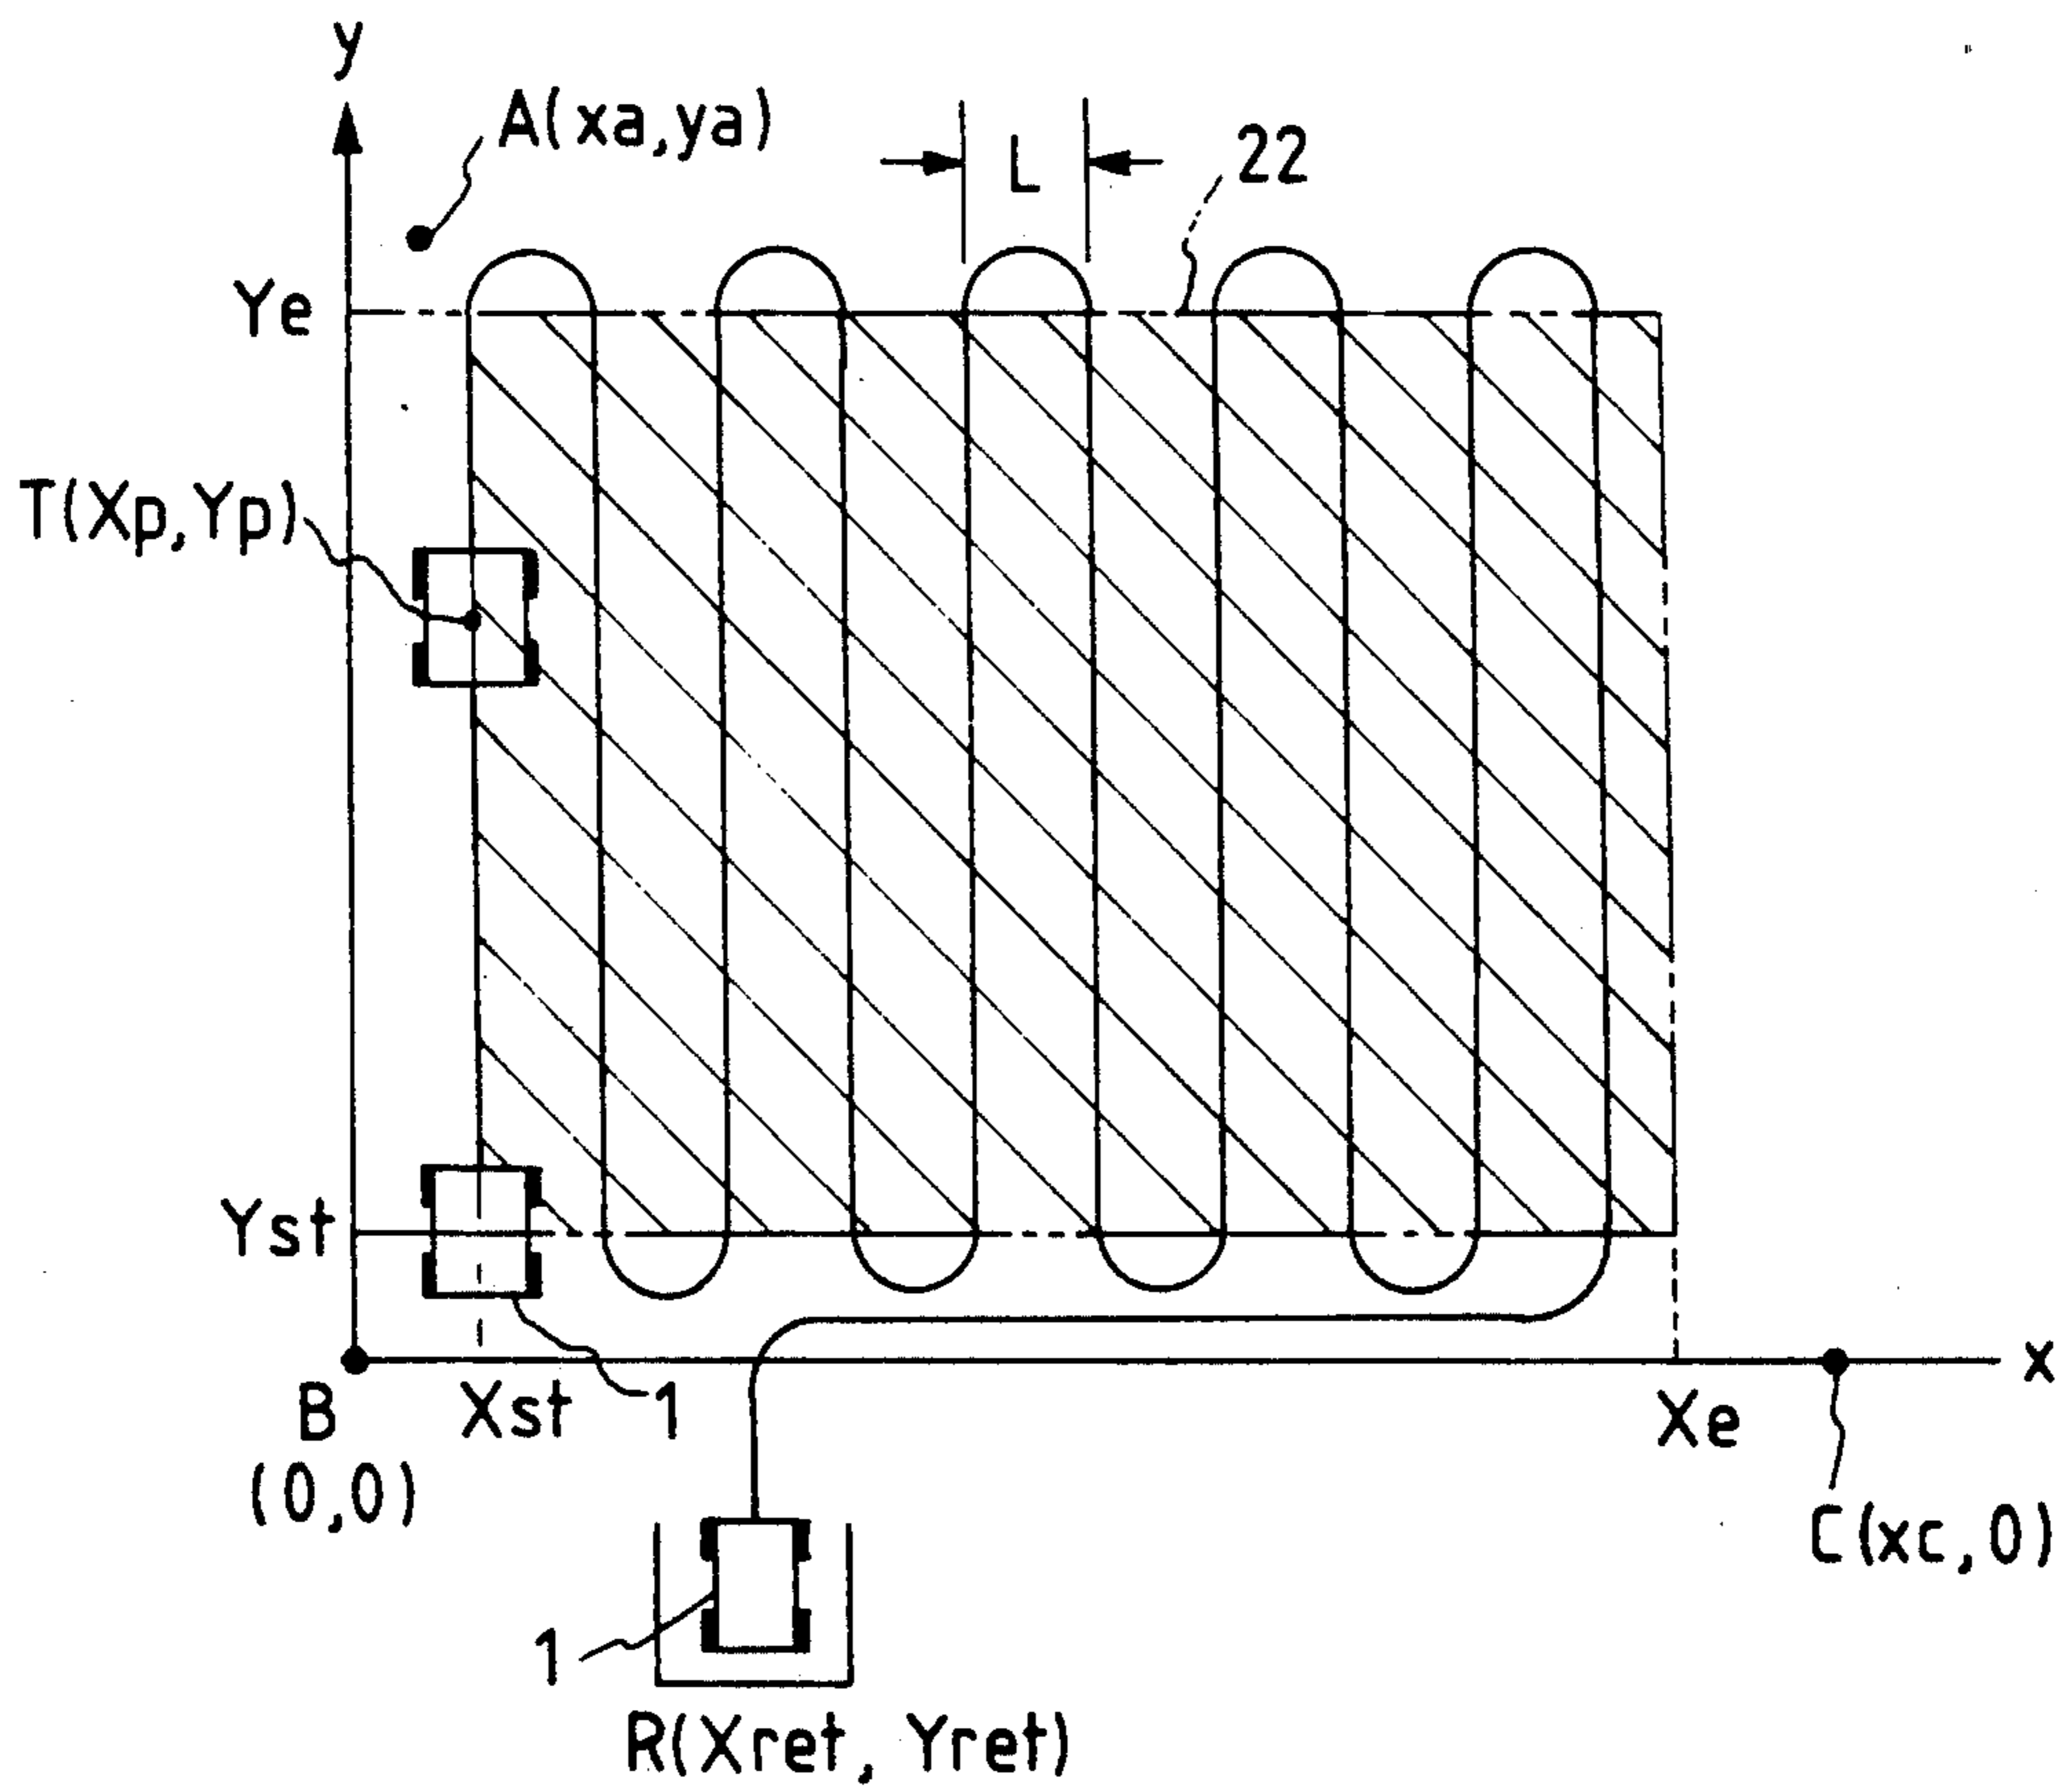 y
A(xa,ya)
L
22
Ye
T(Xp,Yp)
Yst
B
(0,0)
Xst
1
Xe
x
C(xc,0)
1
R(Xret, Yret)